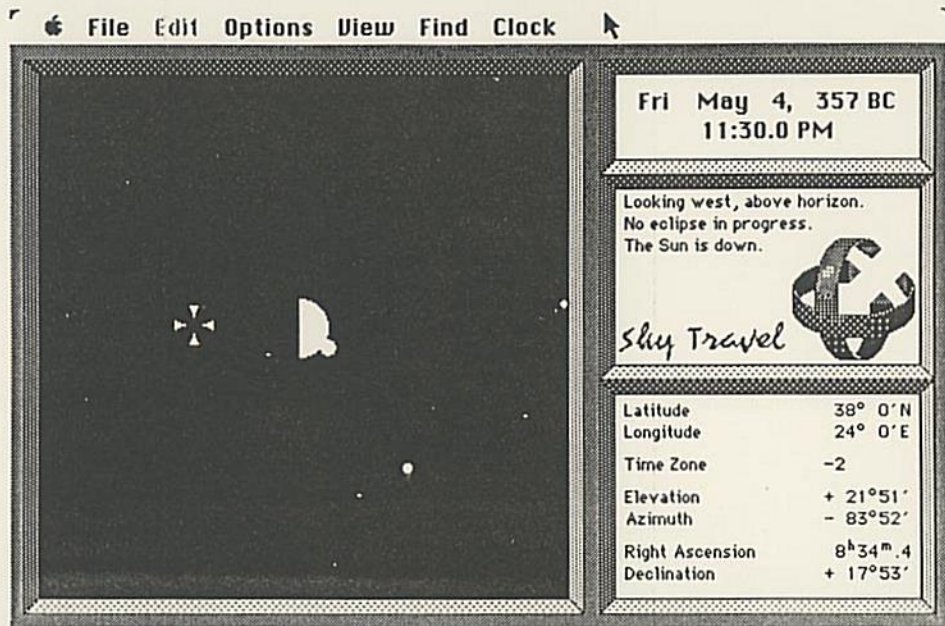 File Edit Options View Find Clock
Fri May 4, 357 BC
11:30.0 PM
Looking west, above horizon.
No eclipse in progress.
The Sun is down.
Sky Travel
Latitude 38° 0'N
Longitude 24° 0'E
Time Zone -2
Elevation + 21°51'
Azimuth - 83°52'
Right Ascension 8ʰ34ᵐ.4
Declination + 17°53'